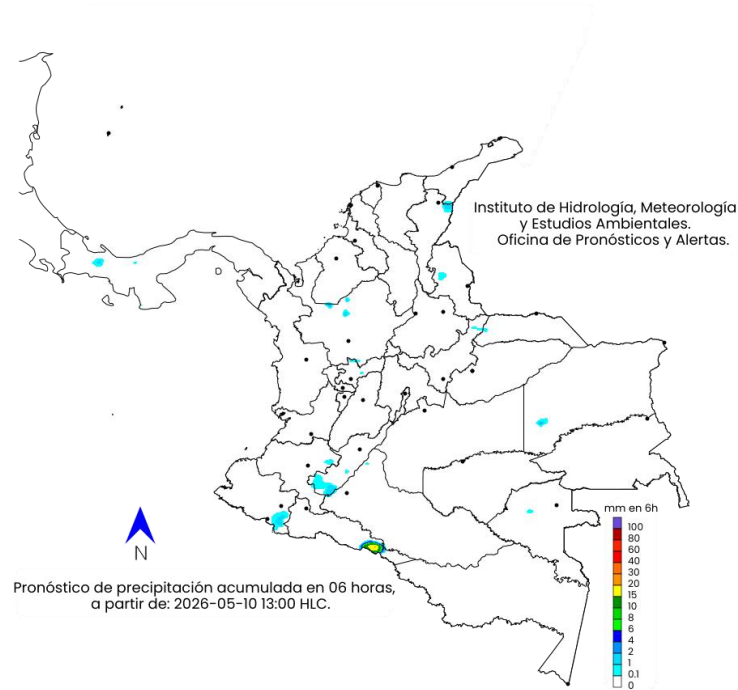 Instituto de Hidrología, Meteorología
y Estudios Ambientales.
Oficina de Pronósticos y Alertas.
N
Pronóstico de precipitación acumulada en 06 horas,
a partir de: 2026-05-10 13:00 HLC.
mm en 6h
100
80
60
40
30
20
15
10
8
6
4
2
1
0.1
0